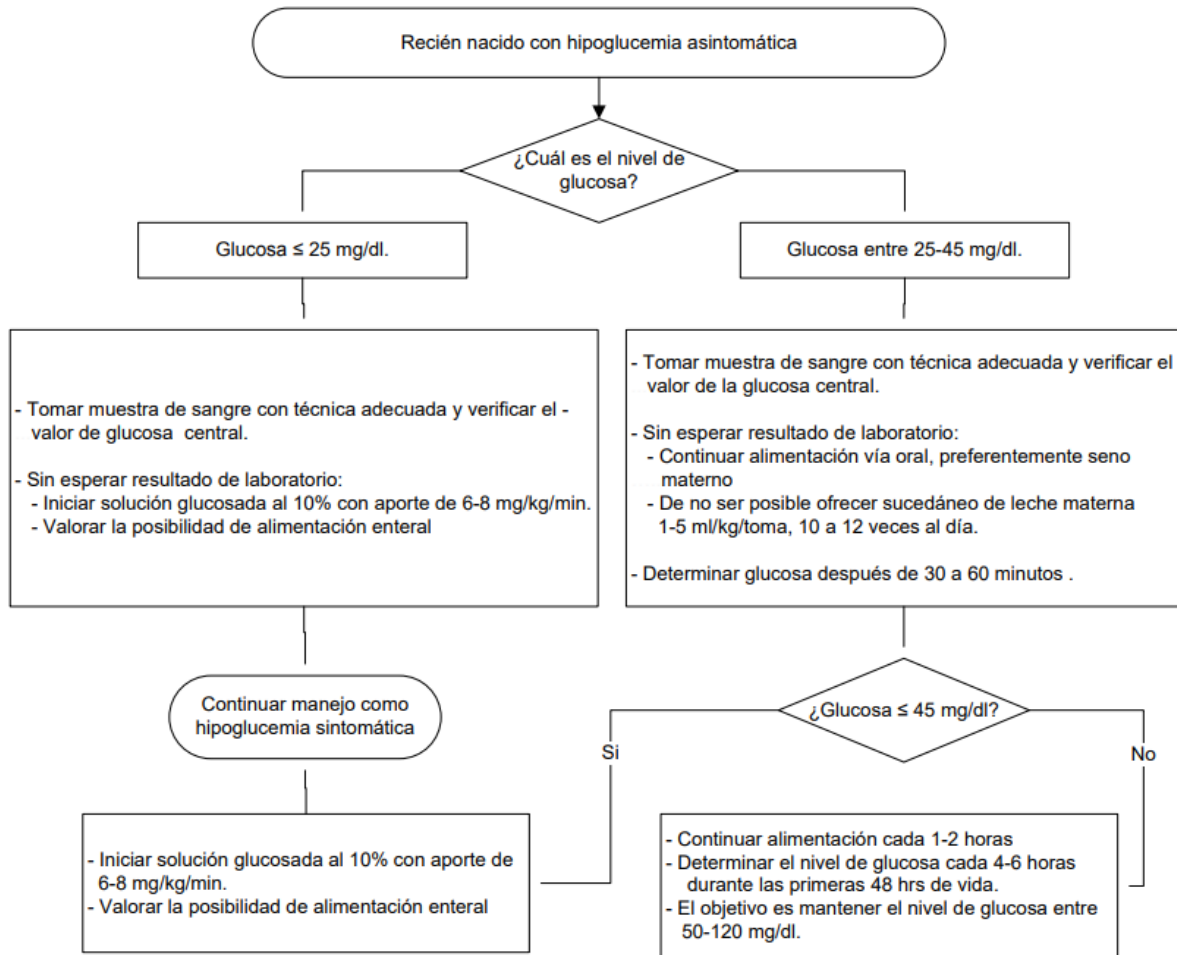 Recién nacido con hipoglucemia asintomática
¿Cuál es el nivel de
glucosa?
Glucosa ≤ 25 mg/dl.
Glucosa entre 25-45 mg/dl.
- Tomar muestra de sangre con técnica adecuada y verificar el -
valor de glucosa central.
- Sin esperar resultado de laboratorio:
- Iniciar solución glucosada al 10% con aporte de 6-8 mg/kg/min.
- Valorar la posibilidad de alimentación enteral
- Tomar muestra de sangre con técnica adecuada y verificar el
valor de la glucosa central.
- Sin esperar resultado de laboratorio:
- Continuar alimentación vía oral, preferentemente seno
materno
- De no ser posible ofrecer sucedáneo de leche materna
1-5 ml/kg/toma, 10 a 12 veces al día.
- Determinar glucosa después de 30 a 60 minutos .
Continuar manejo como
hipoglucemia sintomática
¿Glucosa ≤ 45 mg/dl?
Si
No
- Iniciar solución glucosada al 10% con aporte de
6-8 mg/kg/min.
- Valorar la posibilidad de alimentación enteral
- Continuar alimentación cada 1-2 horas
- Determinar el nivel de glucosa cada 4-6 horas
durante las primeras 48 hrs de vida.
- El objetivo es mantener el nivel de glucosa entre
50-120 mg/dl.